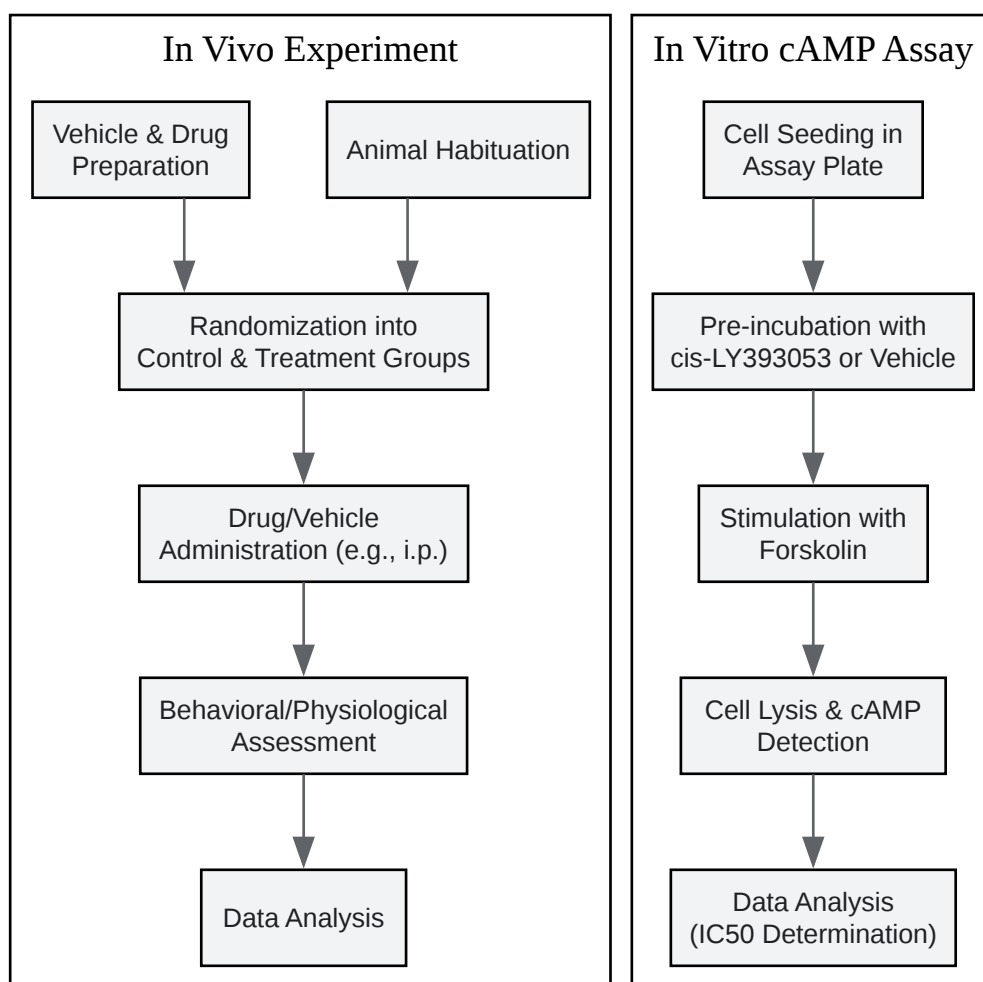 In Vivo Experiment
Vehicle & Drug
Preparation
Animal Habituation
Randomization into
Control & Treatment Groups
Drug/Vehicle
Administration (e.g., i.p.)
Behavioral/Physiological
Assessment
Data Analysis
In Vitro cAMP Assay
Cell Seeding in
Assay Plate
Pre-incubation with
cis-LY393053 or Vehicle
Stimulation with
Forskolin
Cell Lysis & cAMP
Detection
Data Analysis
(IC50 Determination)